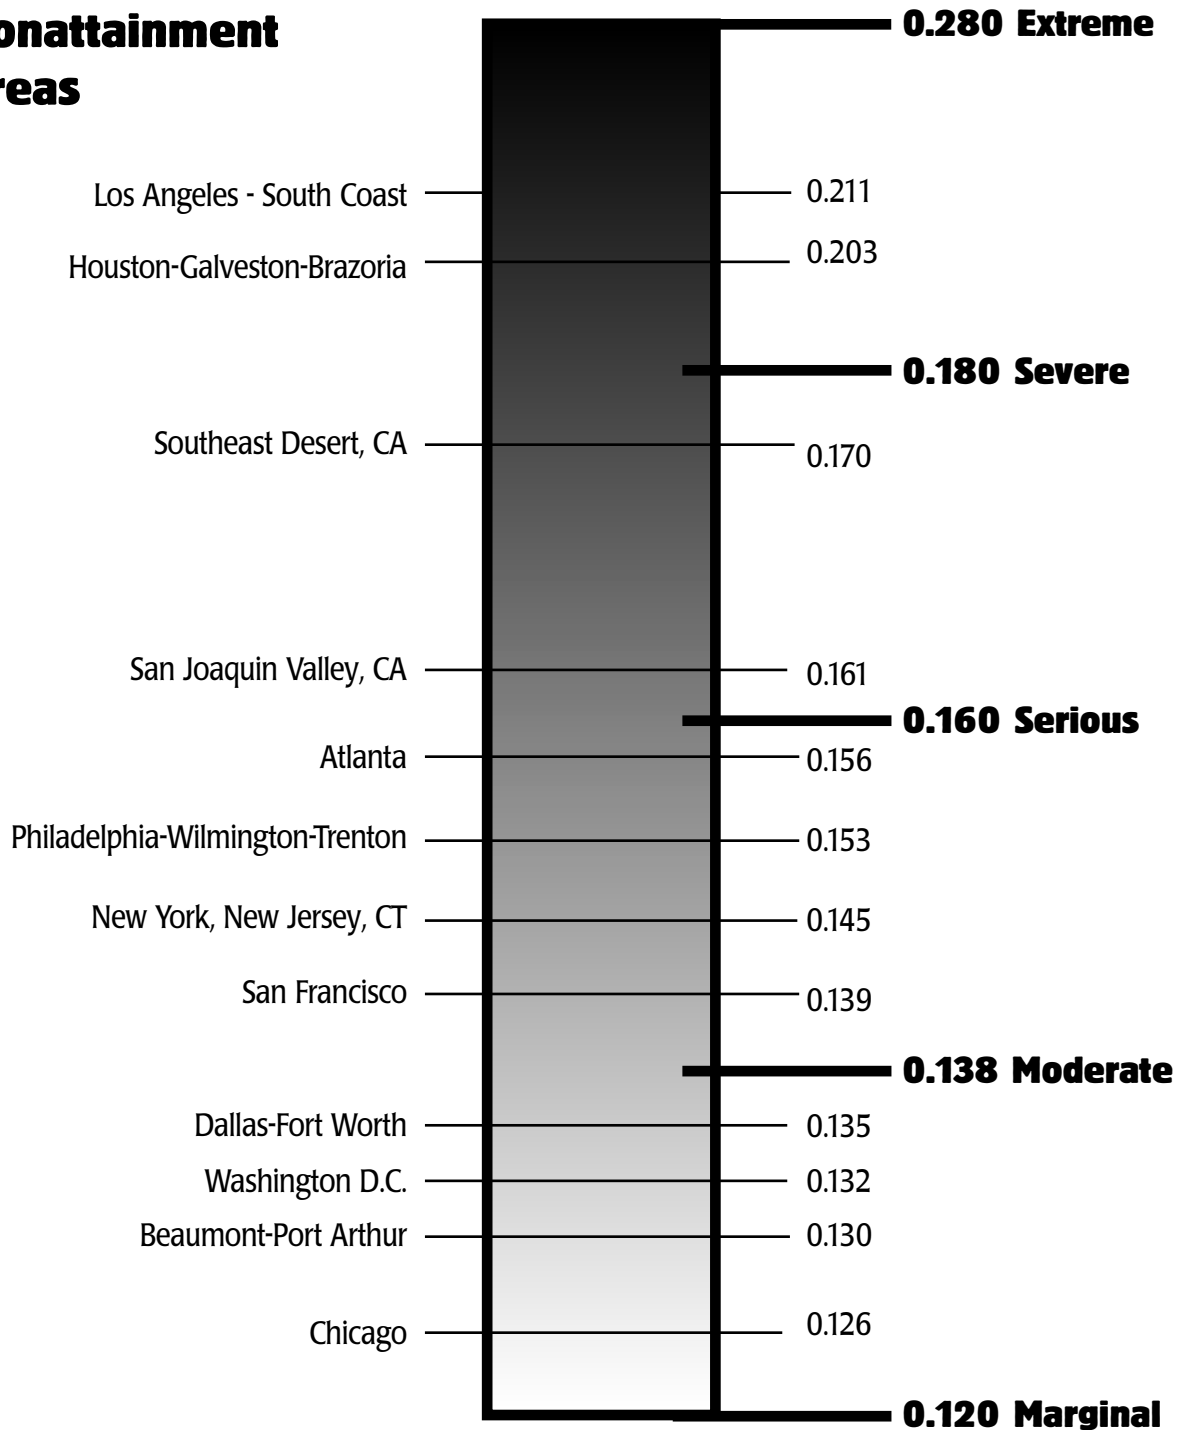 onattainment
reas
0.280 Extreme
Los Angeles - South Coast 0.211
Houston-Galveston-Brazoria 0.203
0.180 Severe
Southeast Desert, CA 0.170
San Joaquin Valley, CA 0.161
0.160 Serious
Atlanta 0.156
Philadelphia-Wilmington-Trenton 0.153
New York, New Jersey, CT 0.145
San Francisco 0.139
0.138 Moderate
Dallas-Fort Worth 0.135
Washington D.C. 0.132
Beaumont-Port Arthur 0.130
Chicago 0.126
0.120 Marginal